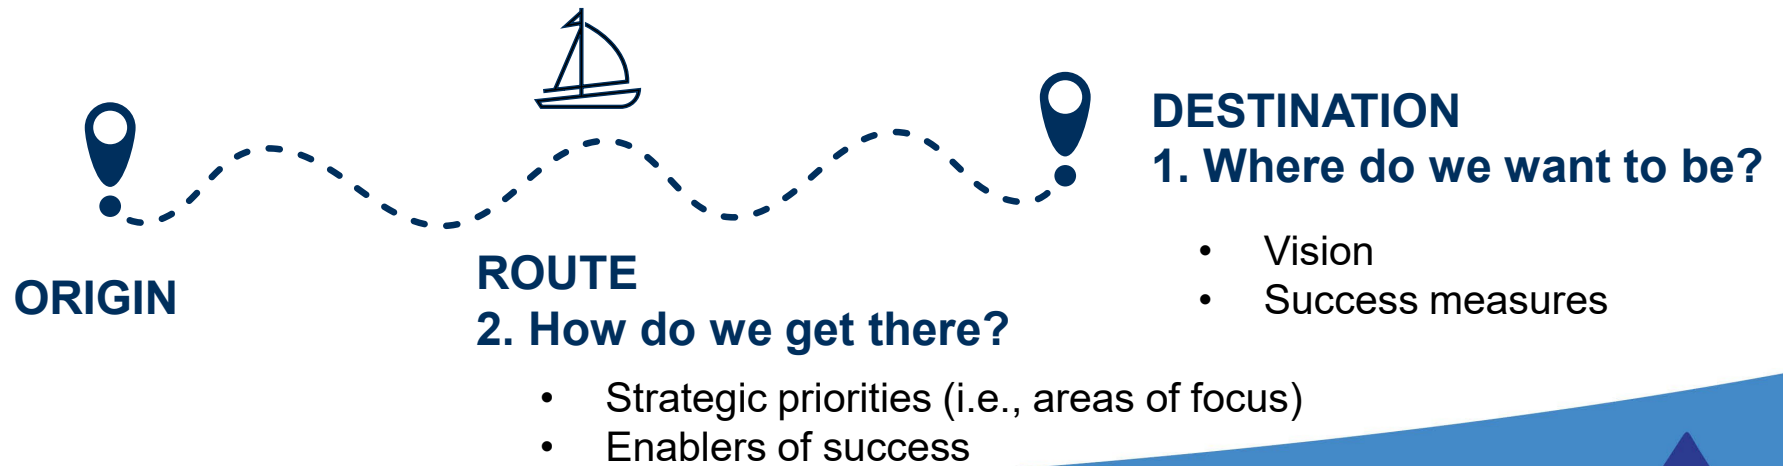 ORIGIN
ROUTE
2. How do we get there?
• Strategic priorities (i.e., areas of focus)
• Enablers of success
DESTINATION
1. Where do we want to be?
• Vision
• Success measures